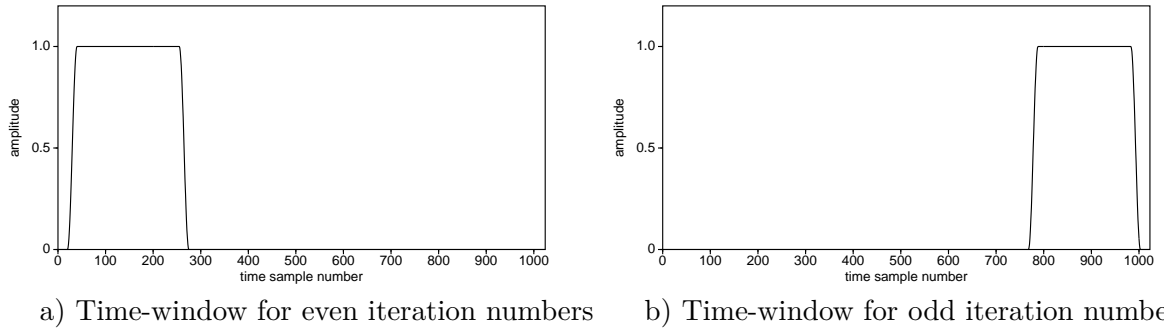 1.0
0.5
0
amplitude
0 100 200 300 400 500 600 700 800 900 1000
time sample number
a) Time-window for even iteration numbers
1.0
0.5
0
amplitude
0 100 200 300 400 500 600 700 800 900 1000
time sample number
b) Time-window for odd iteration numbe